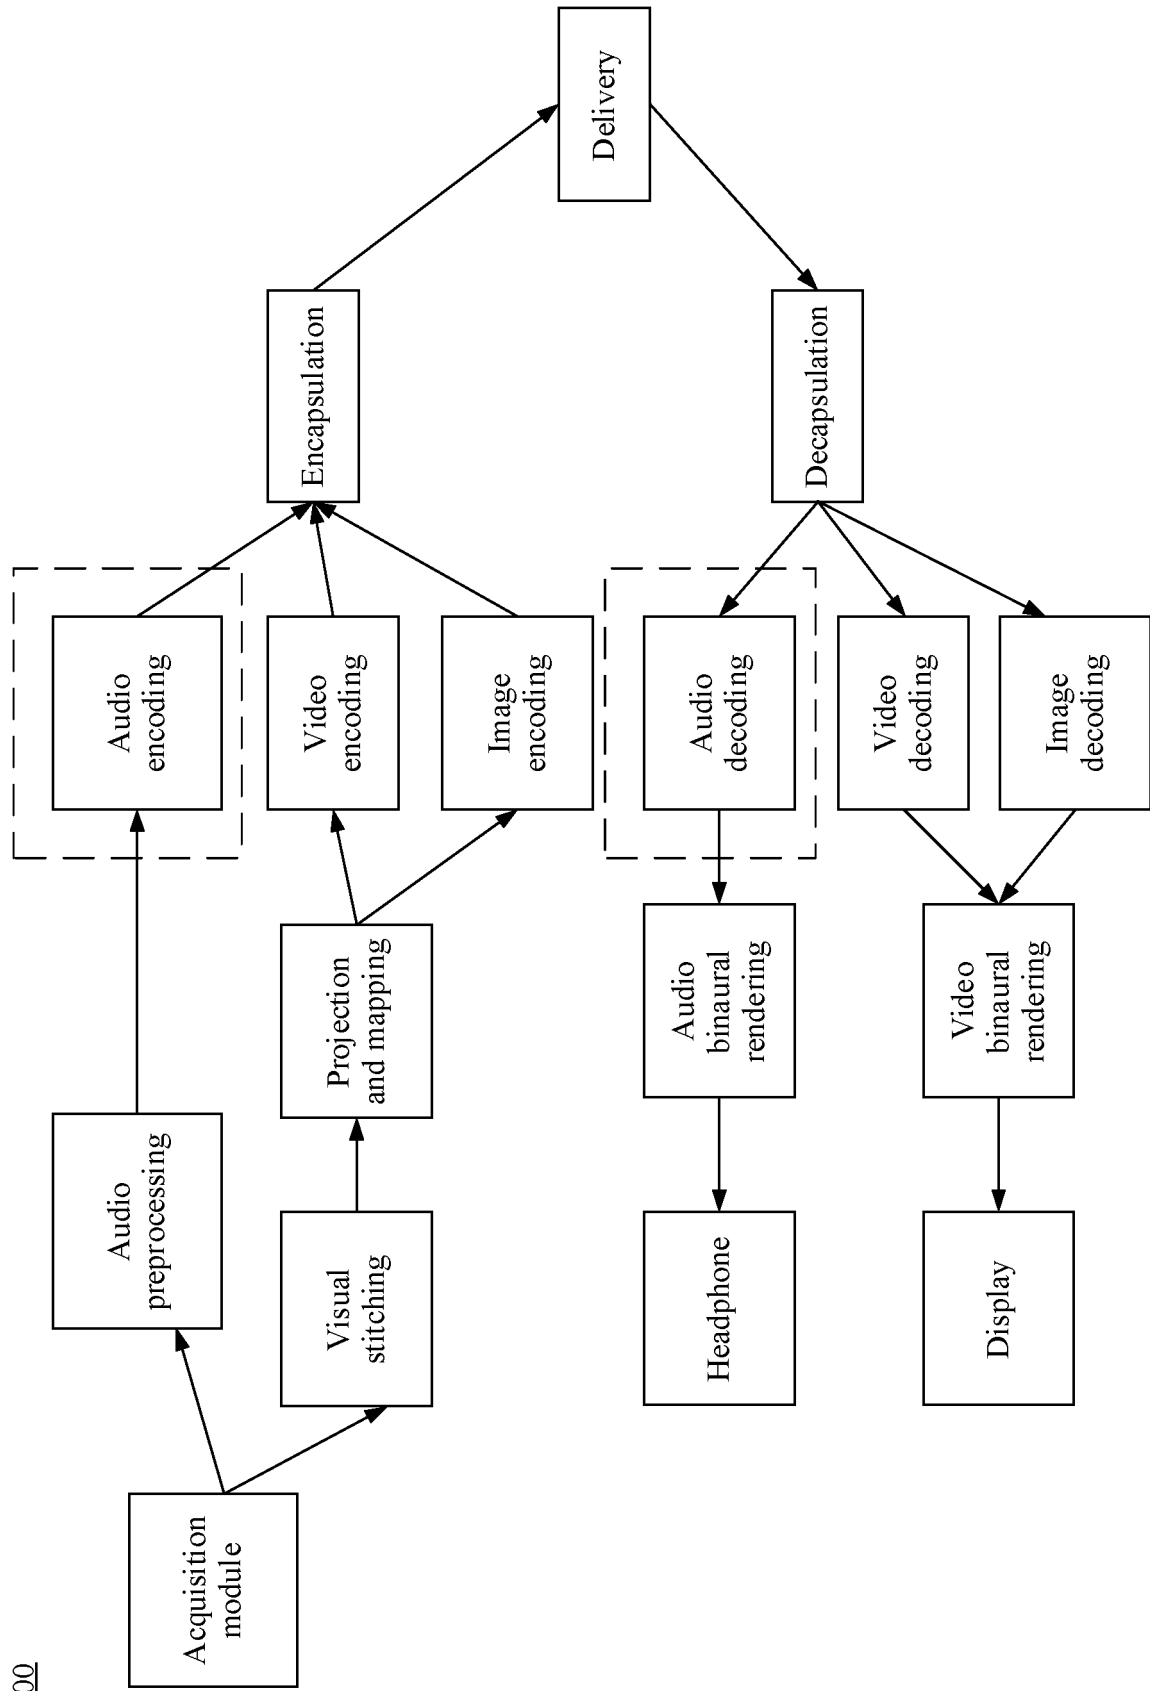 00
Acquisition
module
Audio
preprocessing
Visual
stitching
Projection
and mapping
Audio
encoding
Video
encoding
Image
encoding
Encapsulation
Delivery
Decapsulation
Audio
decoding
Video
decoding
Image
decoding
Audio
binaural
rendering
Video
binaural
rendering
Headphone
Display